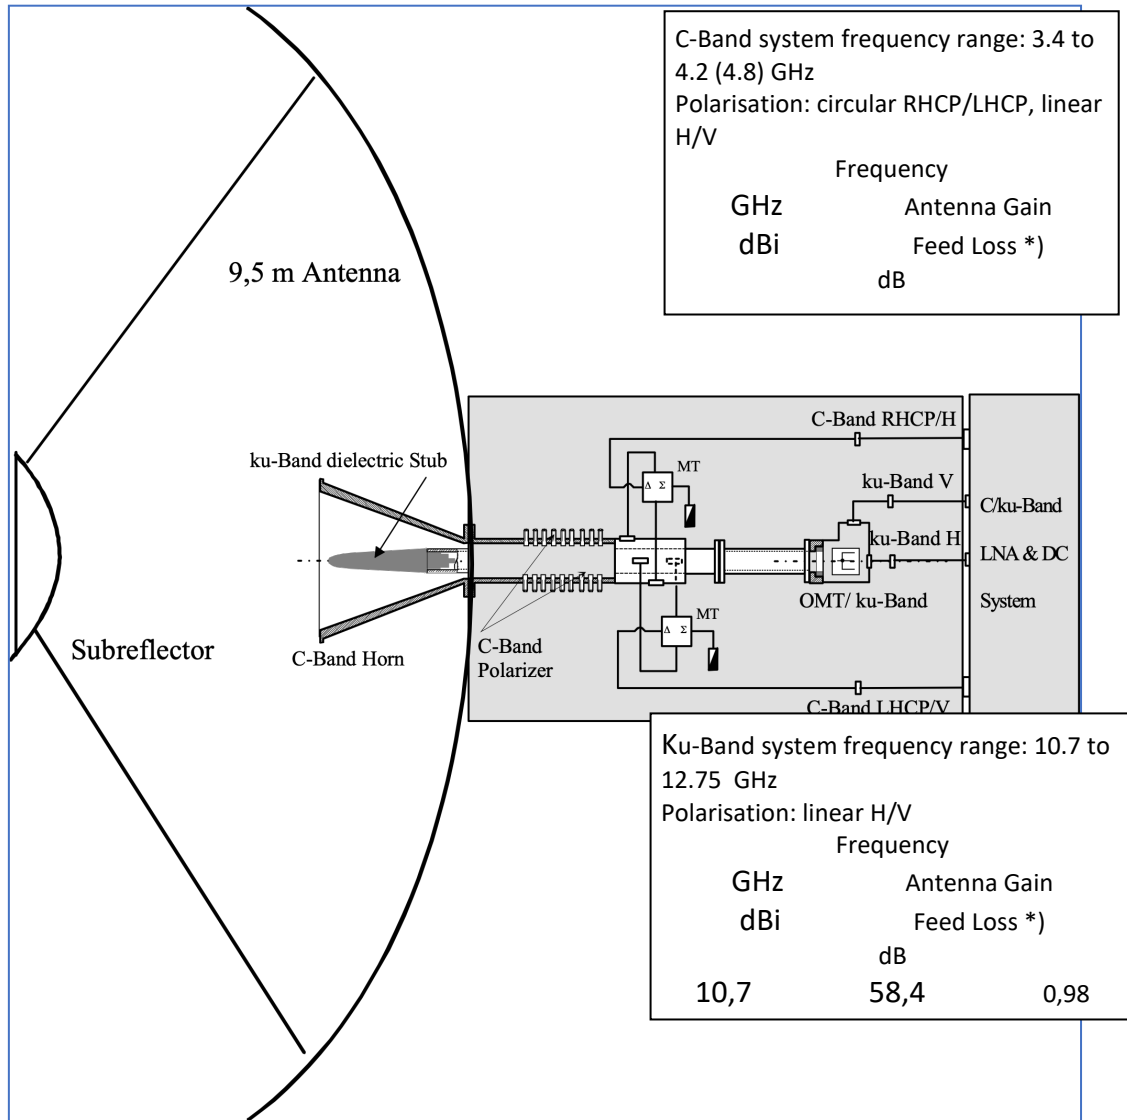 C-Band system frequency range: 3.4 to
4.2 (4.8) GHz
Polarisation: circular RHCP/LHCP, linear
H/V
Frequency
GHz Antenna Gain
dBi Feed Loss *)
dB
9,5 m Antenna
C-Band RHCP/H
ku-Band dielectric Stub
MT
Δ Σ
ku-Band V
C/ku-Band
ku-Band H
LNA & DC
OMT/ ku-Band
System
MT
Δ Σ
Subreflector
C-Band Horn
C-Band
Polarizer
C-Band LHCP/V
Ku-Band system frequency range: 10.7 to
12.75 GHz
Polarisation: linear H/V
Frequency
GHz Antenna Gain
dBi Feed Loss *)
dB
10,7 58,4 0,98